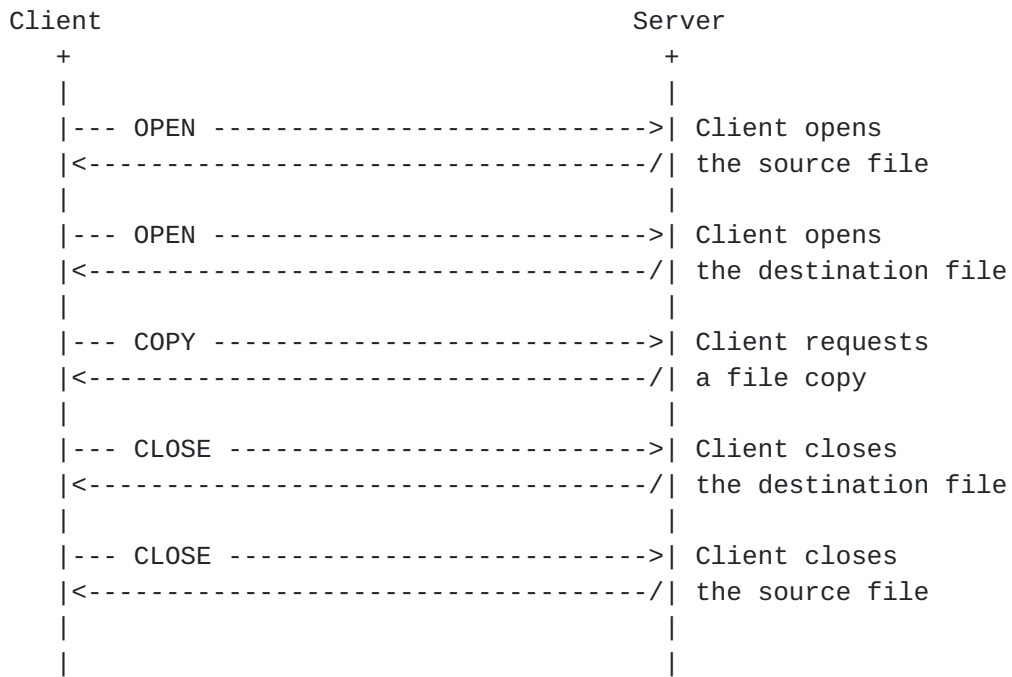 Client                                  Server
   +                                      +
   |                                      |
   |--- OPEN ---------------------------->| Client opens
   |<------------------------------------/| the source file
   |                                      |
   |--- OPEN ---------------------------->| Client opens
   |<------------------------------------/| the destination file
   |                                      |
   |--- COPY ---------------------------->| Client requests
   |<------------------------------------/| a file copy
   |                                      |
   |--- CLOSE --------------------------->| Client closes
   |<------------------------------------/| the destination file
   |                                      |
   |--- CLOSE --------------------------->| Client closes
   |<------------------------------------/| the source file
   |                                      |
   |                                      |